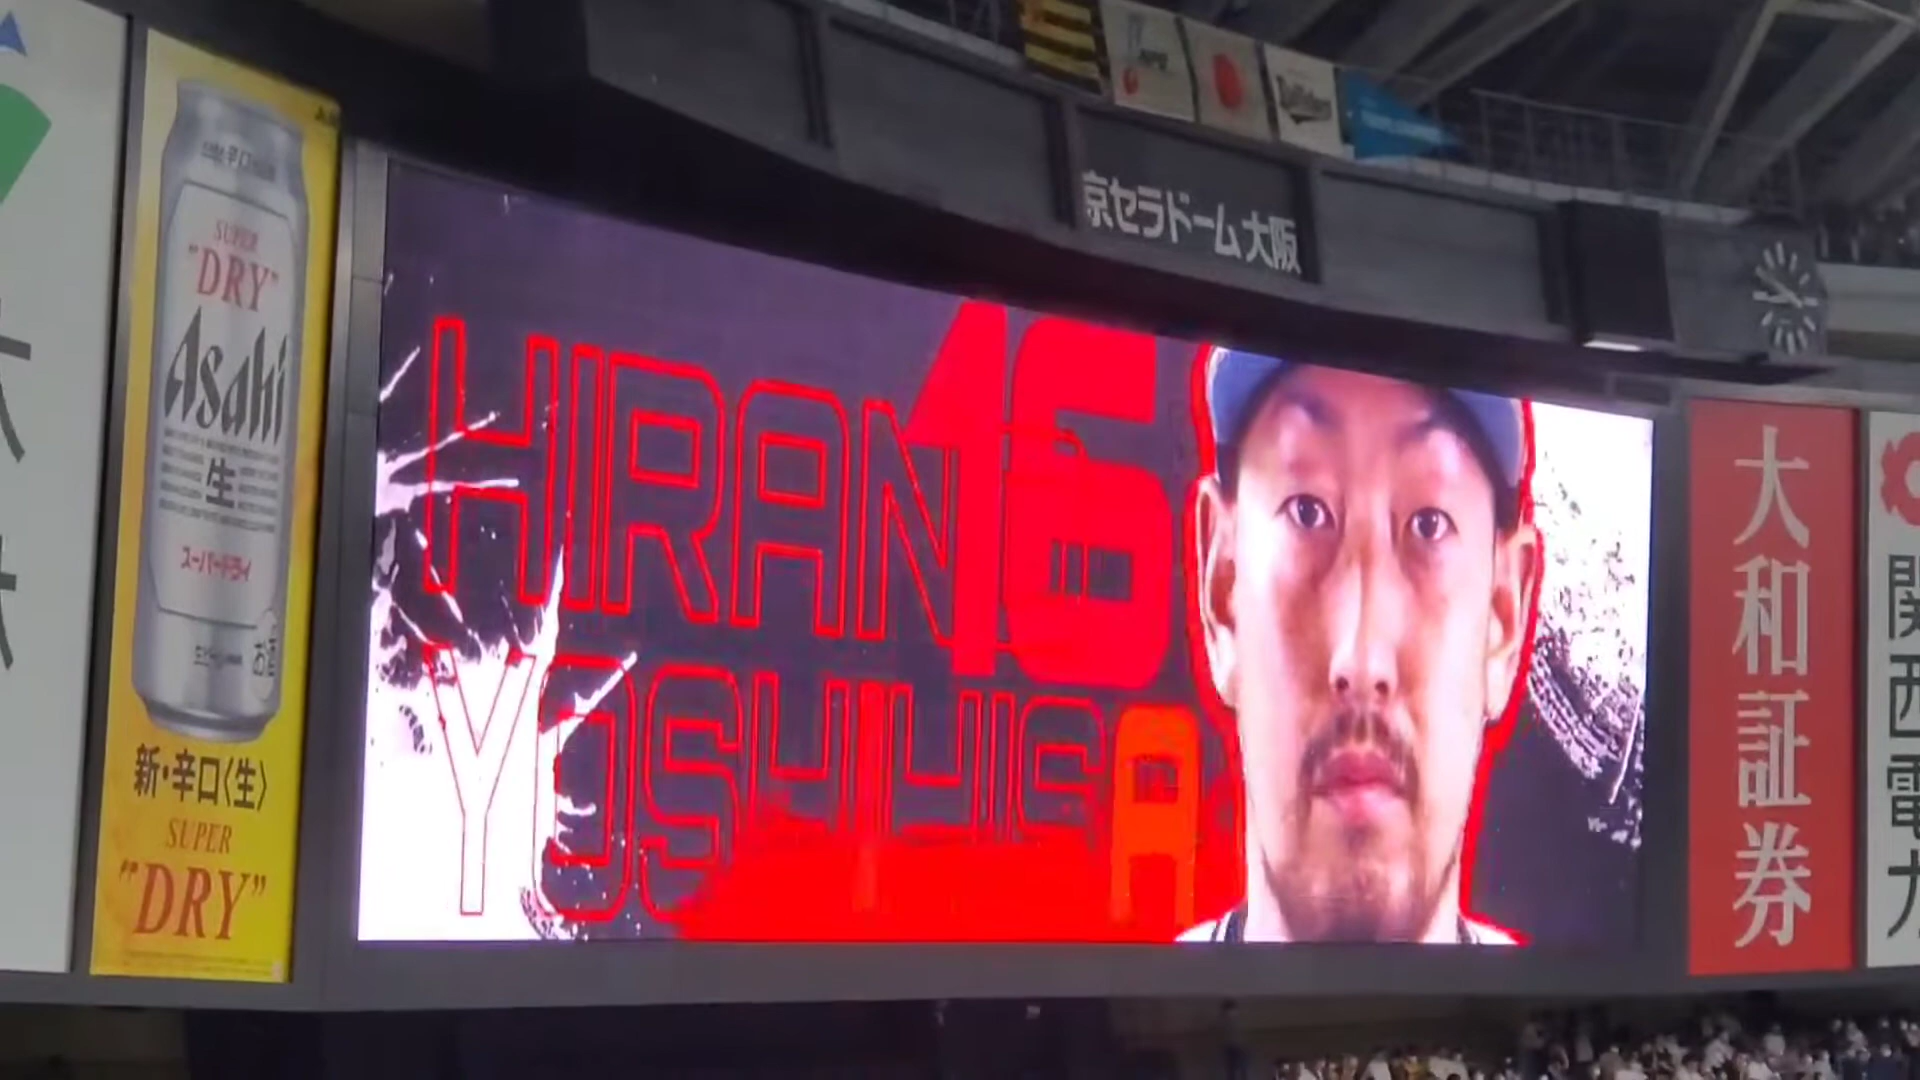 京セラドーム大阪
SUPER
"DRY"
Asahi
生
スーパードライ
新・辛口〈生〉
SUPER
"DRY"
HIRAN
16
YOSHIHISA
大和証券
関西電力